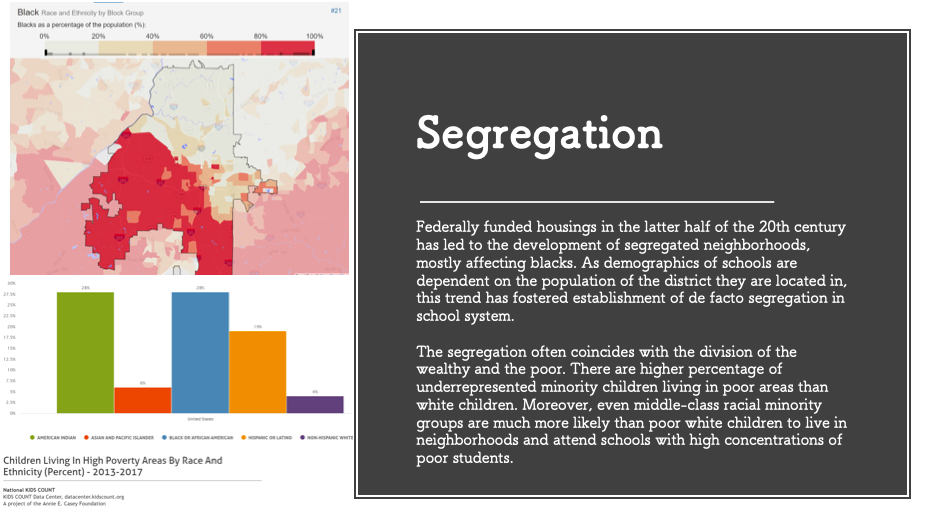 Black Race and Ethnicity by Block Group
#21
Blacks as a percentage of the population (%):
0% 20% 40% 60% 80% 100%
30%
27.5%
25%
22.5%
20%
17.5%
15%
12.5%
10%
7.5%
5%
2.5%
0%
28%
6%
28%
19%
4%
United States
AMERICAN INDIAN
ASIAN AND PACIFIC ISLANDER
BLACK OR AFRICAN AMERICAN
HISPANIC OR LATINO
NON-HISPANIC WHITE
Children Living In High Poverty Areas By Race And
Ethnicity (Percent) - 2013-2017
National KIDS COUNT
KIDS COUNT Data Center, datacenter.kidscount.org
A project of the Annie E. Casey Foundation
Segregation
Federally funded housings in the latter half of the 20th century
has led to the development of segregated neighborhoods,
mostly affecting blacks. As demographics of schools are
dependent on the population of the district they are located in,
this trend has fostered establishment of de facto segregation in
school system.
The segregation often coincides with the division of the
wealthy and the poor. There are higher percentage of
underrepresented minority children living in poor areas than
white children. Moreover, even middle-class racial minority
groups are much more likely than poor white children to live in
neighborhoods and attend schools with high concentrations of
poor students.